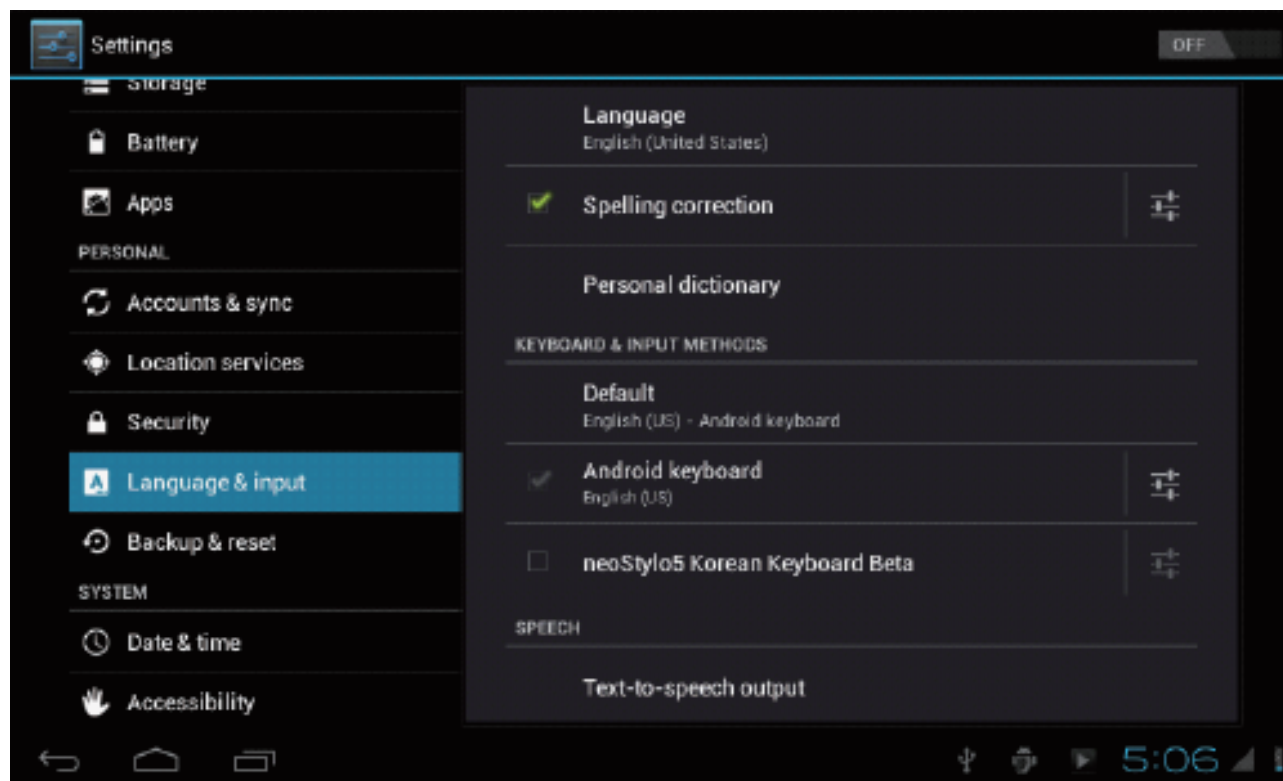 Settings
OFF
Storage
Battery
Apps
PERSONAL
Accounts & sync
Location services
Security
Language & input
Backup & reset
SYSTEM
Date & time
Accessibility
Language
English (United States)
Spelling correction
Personal dictionary
KEYBOARD & INPUT METHODS
Default
English (US) - Android keyboard
Android keyboard
English (US)
neoStylo5 Korean Keyboard Beta
SPEECH
Text-to-speech output
5:06